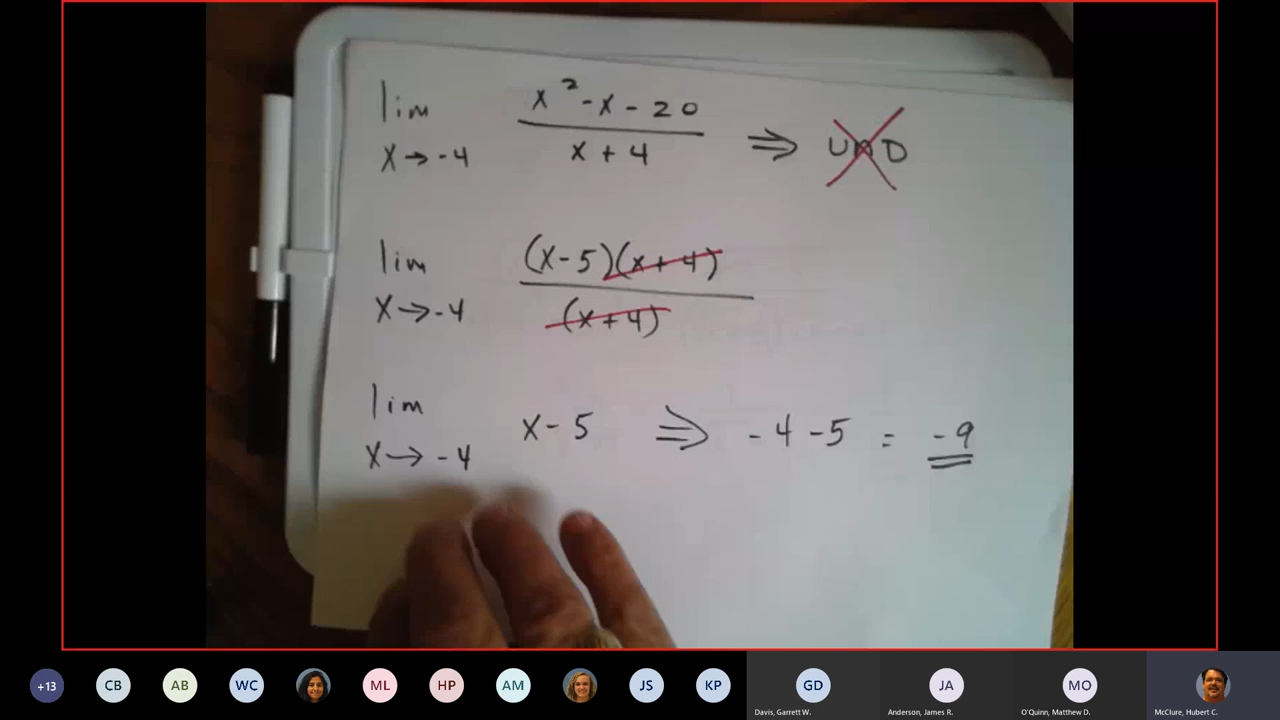 lim x² - x - 20
x → -4 x + 4 ⇒ UND
lim (x - 5)(x + 4)
x → -4 (x + 4)
lim
x → -4 x - 5 ⇒ -4 - 5 = -9
+13 CB AB WC ML HP AM JS KP GD JA MO
Davis, Garrett W. Anderson, James R. O'Quinn, Matthew D. McClure, Hubert C.